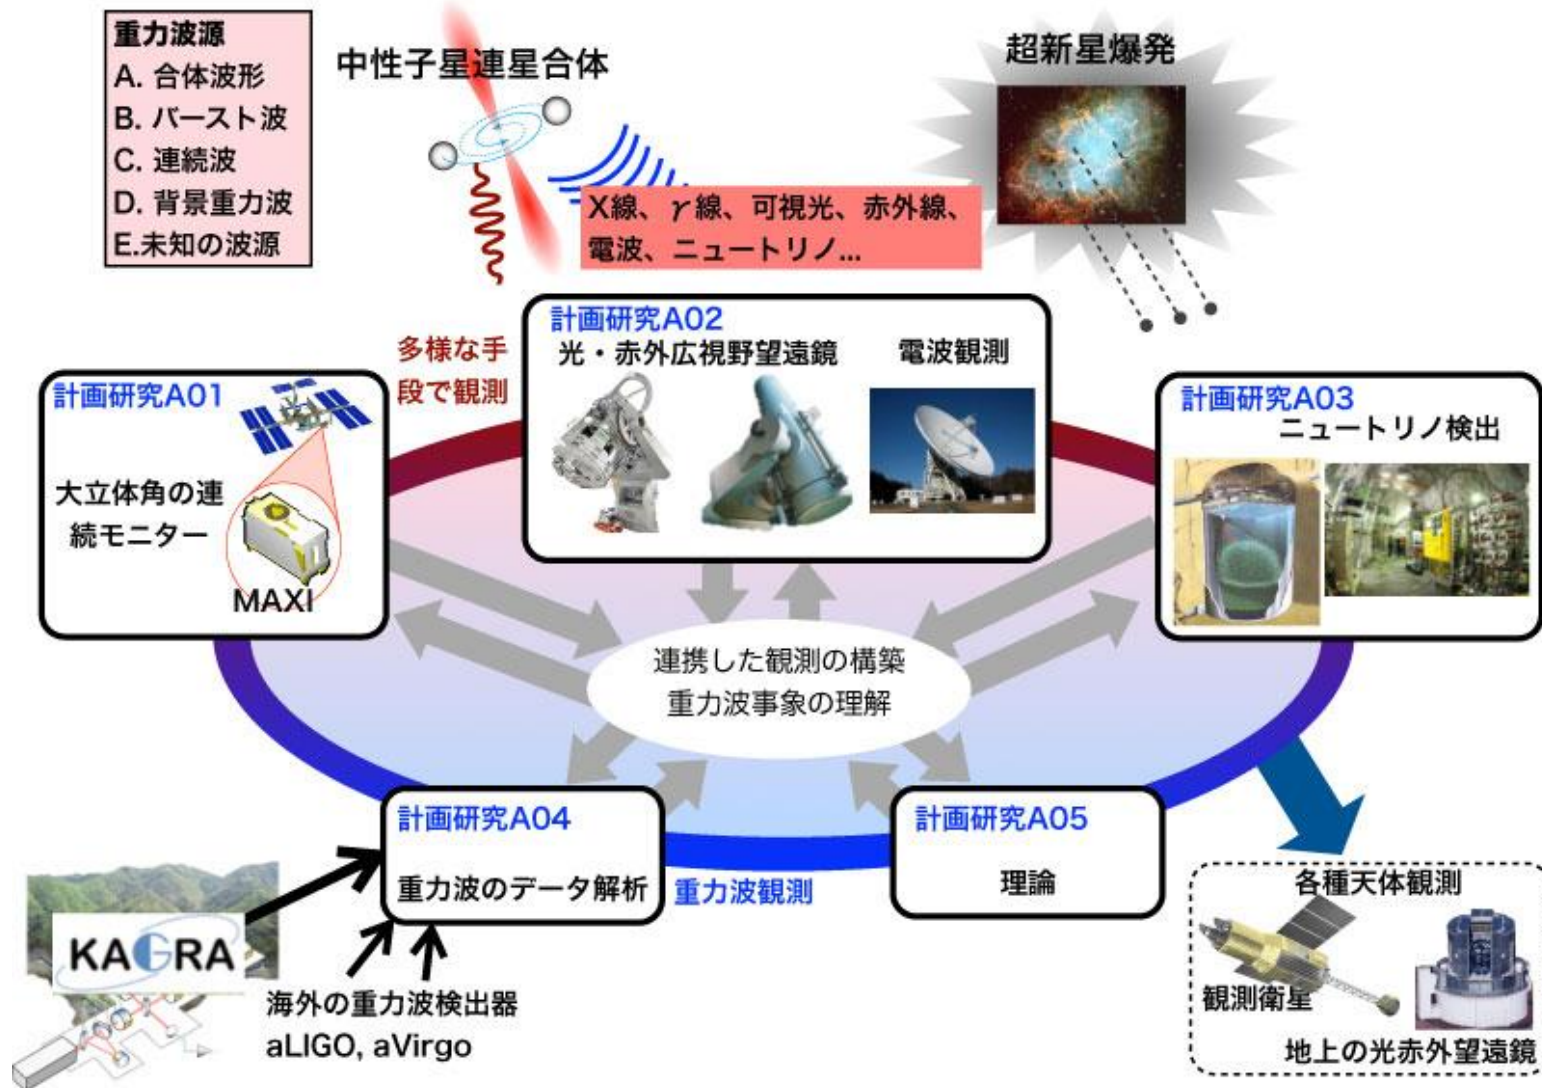 重力波源
A. 合体波形
B. バースト波
C. 連続波
D. 背景重力波
E.未知の波源
中性子星連星合体
超新星爆発
X線、γ線、可視光、赤外線、
電波、ニュートリノ...
多様な手
段で観測
計画研究A01
大立体角の連
続モニター
MAXI
計画研究A02
光・赤外広視野望遠鏡
電波観測
計画研究A03
ニュートリノ検出
連携した観測の構築
重力波事象の理解
計画研究A04
重力波のデータ解析
重力波観測
計画研究A05
理論
KAGRA
海外の重力波検出器
aLIGO, aVirgo
各種天体観測
観測衛星
地上の光赤外望遠鏡